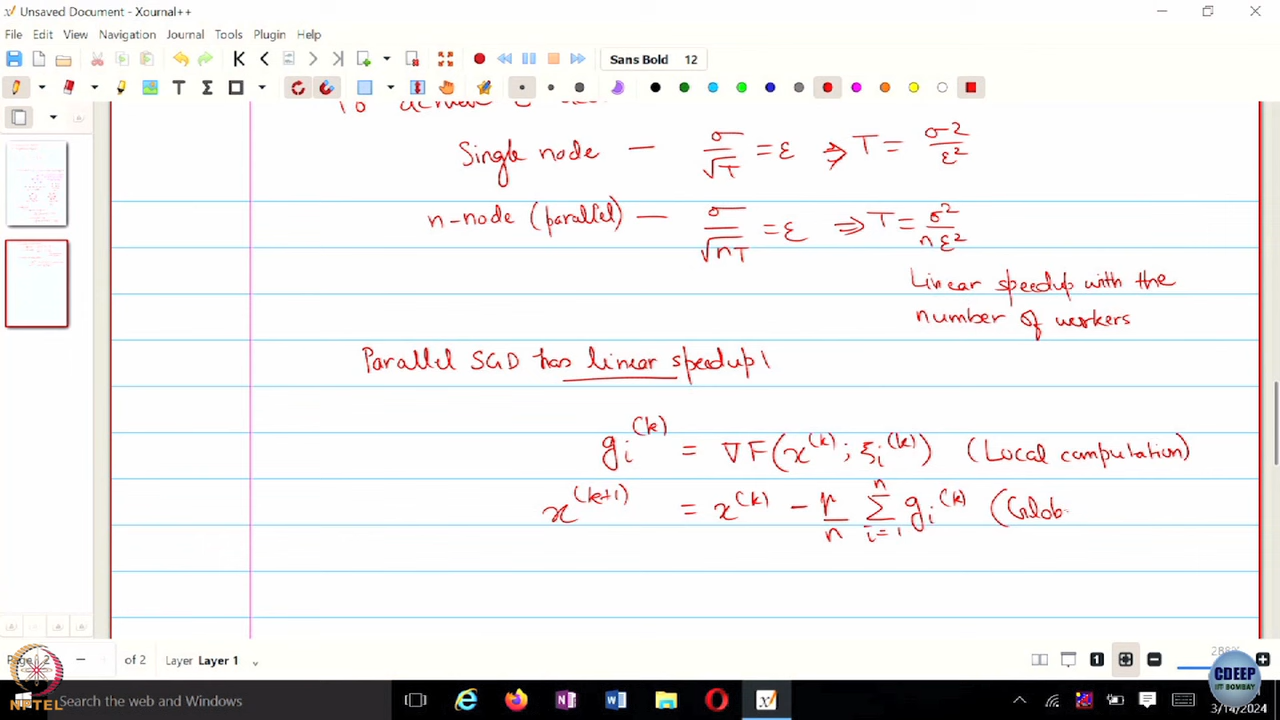 Unsaved Document - Xournal++
File Edit View Navigation Journal Tools Plugin Help
Sans Bold 12
To achieve ε
Single node — σ/√T = ε ⇒ T = σ2/ε²
n-node (parallel) — σ/√nT = ε ⇒ T = σ²/nε²
Linear speedup with the
number of workers
Parallel SGD has linear speedup!
gᵢ⁽ᵏ⁾ = ∇F(x⁽ᵏ⁾; ξᵢ⁽ᵏ⁾) (Local computation)
x⁽ᵏ⁺¹⁾ = x⁽ᵏ⁾ − η/n Σᵢ₌₁ⁿ gᵢ⁽ᵏ⁾ (Glob
Page 2 of 2 Layer Layer 1
288%
NPTEL
Search the web and Windows
CDEEP
IIT BOMBAY
3/14/2024